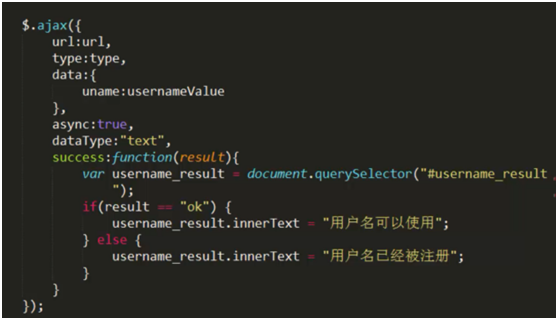 $.ajax({
    url:url,
    type:type,
    data:{
        uname:usernameValue
    },
    async:true,
    dataType:"text",
    success:function(result){
        var username_result = document.querySelector("#username_result
            ");
        if(result == "ok") {
            username_result.innerText = "用户名可以使用";
        } else {
            username_result.innerText = "用户名已经被注册";
        }
    }
});